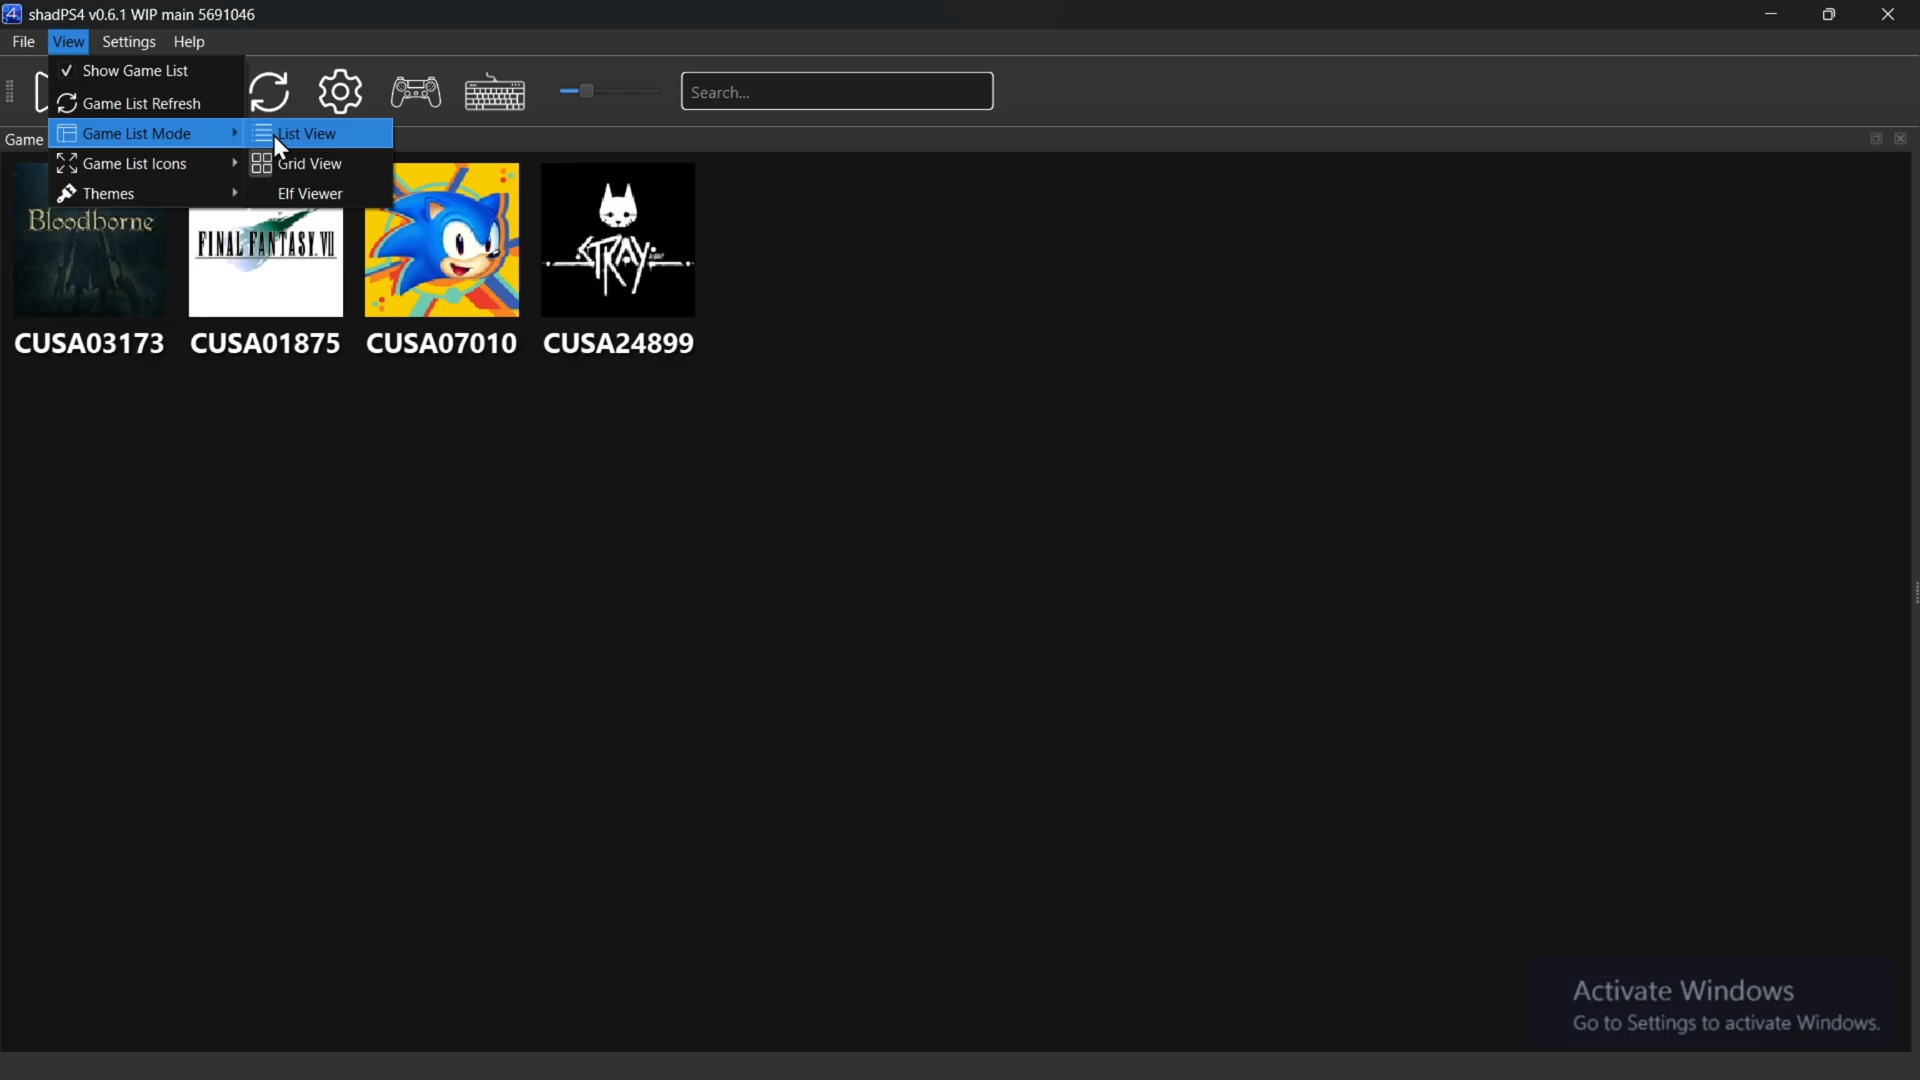 shadPS4 v0.6.1 WIP main 5691046
File View Settings Help
Show Game List
Game List Refresh
Search...
Game List Mode
List View
Game
Game List Icons
Grid View
Themes
Elf Viewer
Bloodborne
FINAL FANTASY VII
STRAY
CUSA03173 CUSA01875 CUSA07010 CUSA24899
Activate Windows
Go to Settings to activate Windows.